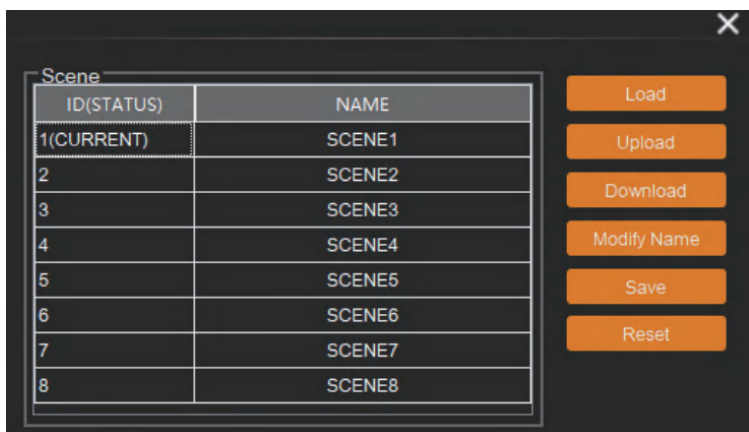 Scene
ID(STATUS) NAME
1(CURRENT) SCENE1
2 SCENE2
3 SCENE3
4 SCENE4
5 SCENE5
6 SCENE6
7 SCENE7
8 SCENE8
Load
Upload
Download
Modify Name
Save
Reset